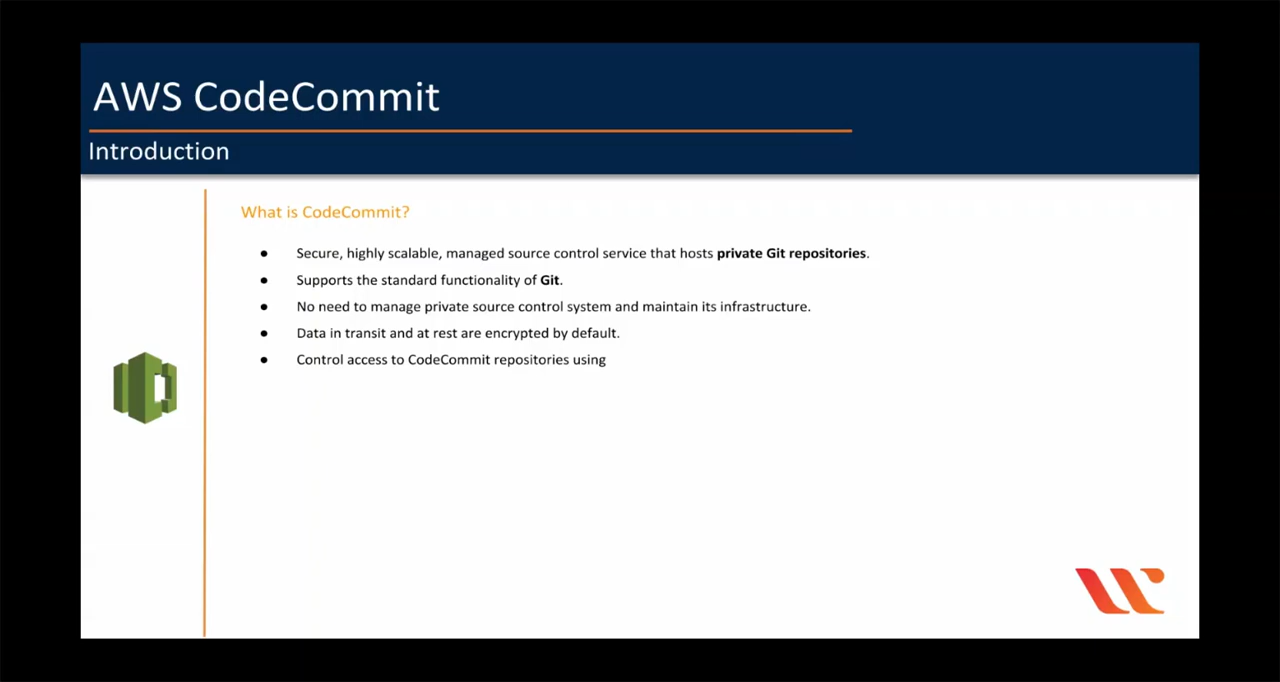 AWS CodeCommit
Introduction
What is CodeCommit?
● Secure, highly scalable, managed source control service that hosts private Git repositories.
● Supports the standard functionality of Git.
● No need to manage private source control system and maintain its infrastructure.
● Data in transit and at rest are encrypted by default.
● Control access to CodeCommit repositories using